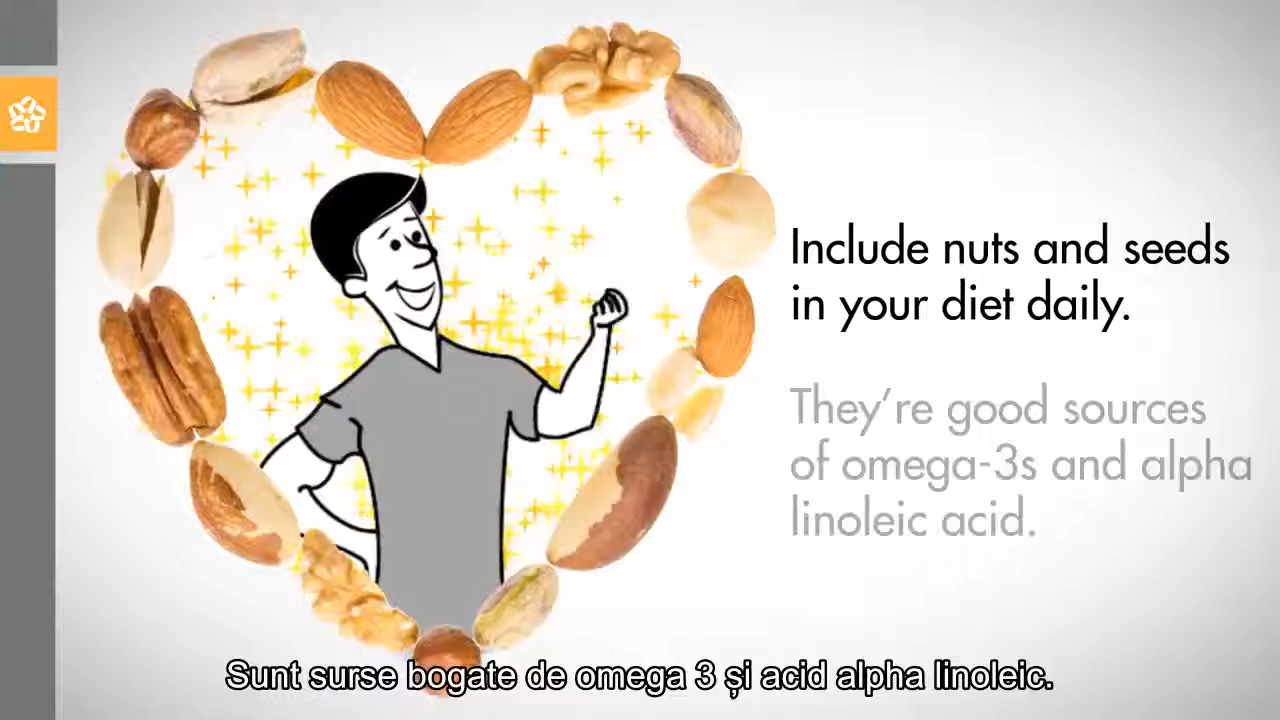 Include nuts and seeds
in your diet daily.
They're good sources
of omega-3s and alpha
linoleic acid.
Sunt surse bogate de omega 3 și acid alpha linoleic.